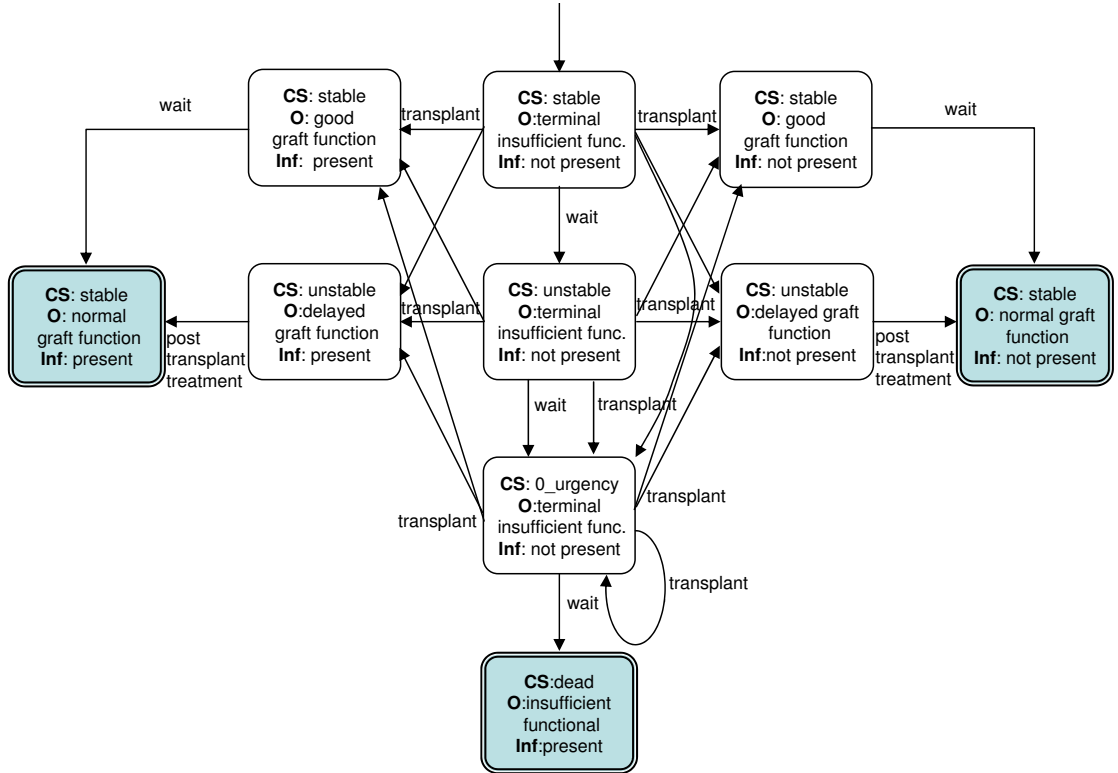 CS: stable
O: good
graft function
Inf: present
CS: stable
O:terminal
insufficient func.
Inf: not present
CS: stable
O: good
graft function
Inf: not present
wait
transplant
transplant
wait
wait
CS: stable
O: normal
graft function
Inf: present
CS: unstable
O:delayed
graft function
Inf: present
transplant
CS: unstable
O:terminal
insufficient func.
Inf: not present
transplant
CS: unstable
O:delayed graft
function
Inf:not present
CS: stable
O: normal graft
function
Inf: not present
post
transplant
treatment
post
transplant
treatment
wait
transplant
CS: 0_urgency
O:terminal
insufficient func.
Inf: not present
transplant
transplant
transplant
wait
CS:dead
O:insufficient
functional
Inf:present